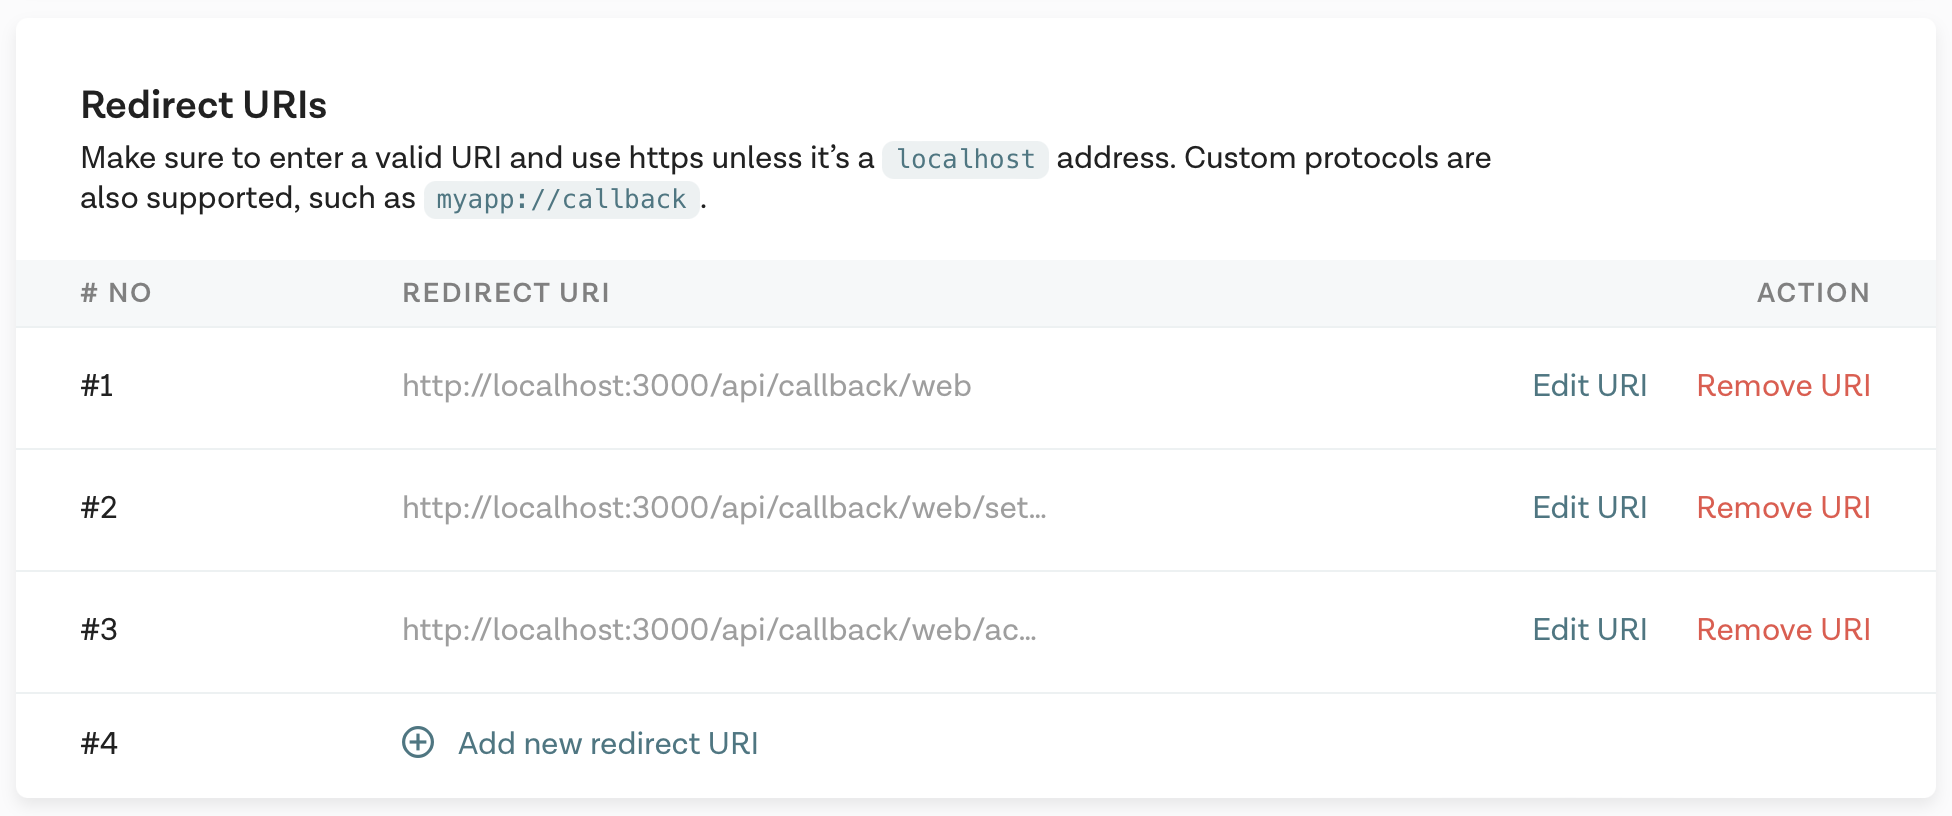 Redirect URIs
Make sure to enter a valid URI and use https unless it’s a localhost address. Custom protocols are
also supported, such as myapp://callback.
# NO REDIRECT URI ACTION
#1 http://localhost:3000/api/callback/web Edit URI Remove URI
#2 http://localhost:3000/api/callback/web/set… Edit URI Remove URI
#3 http://localhost:3000/api/callback/web/ac… Edit URI Remove URI
#4 Add new redirect URI